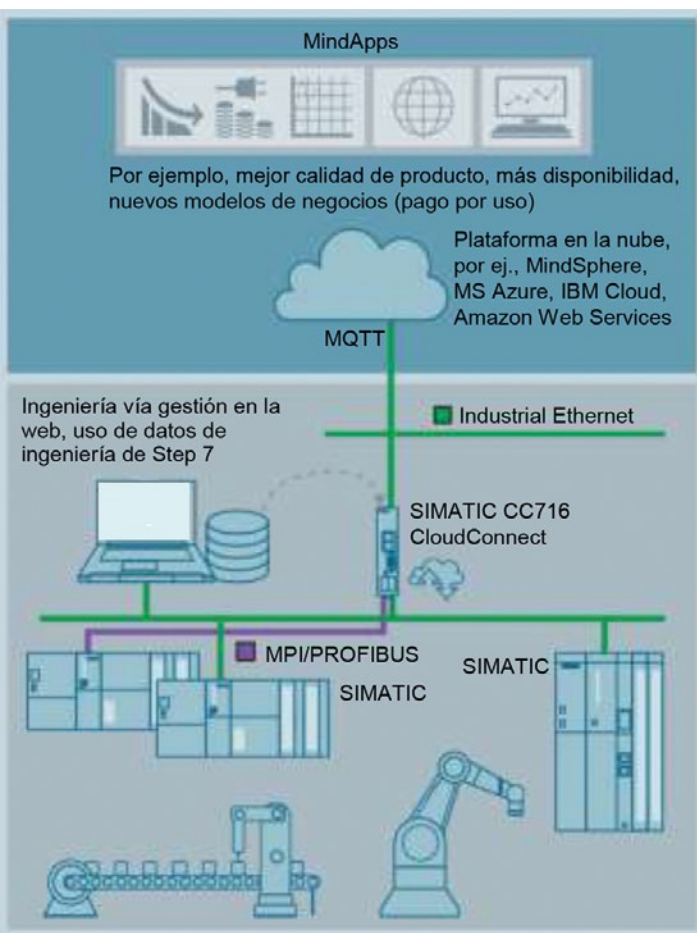 MindApps
Por ejemplo, mejor calidad de producto, más disponibilidad,
nuevos modelos de negocios (pago por uso)
Plataforma en la nube,
por ej., MindSphere,
MS Azure, IBM Cloud,
Amazon Web Services
MQTT
Ingeniería vía gestión en la
web, uso de datos de
ingeniería de Step 7
Industrial Ethernet
SIMATIC CC716
CloudConnect
MPI/PROFIBUS
SIMATIC
SIMATIC